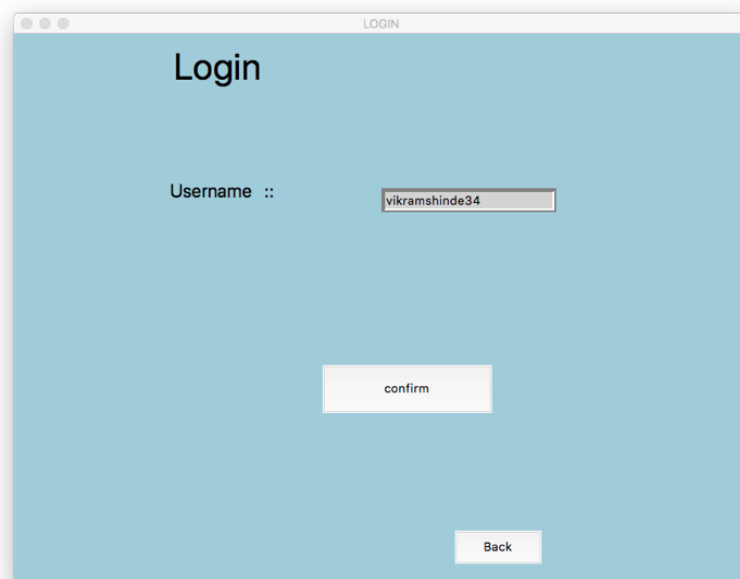 LOGIN
Login
Username ::
vikramshinde34
confirm
Back